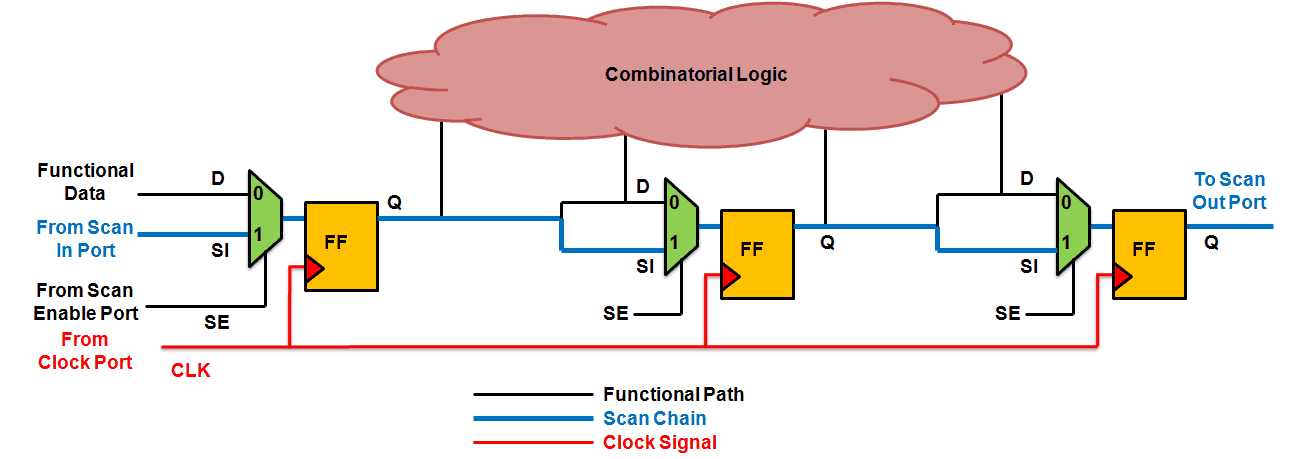 Combinatorial Logic
Functional
Data
D
0
From Scan
In Port
1
SI
From Scan
Enable Port
SE
From
Clock Port
CLK
FF
Q
D
0
1
SI
SE
FF
Q
D
0
1
SI
SE
FF
Q
To Scan
Out Port
Functional Path
Scan Chain
Clock Signal